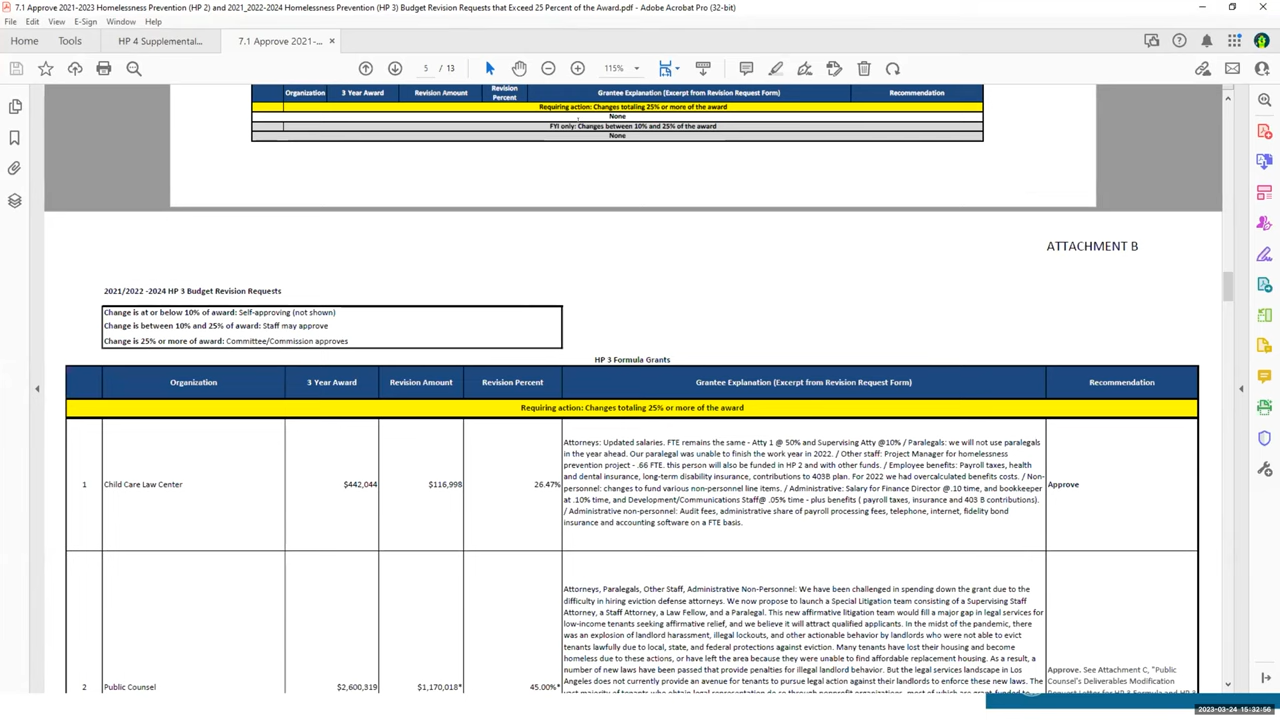 7.1 Approve 2021-2023 Homelessness Prevention (HP 2) and 2021_2022-2024 Homelessness Prevention (HP 3) Budget Revision Requests that Exceed 25 Percent of the Award.pdf - Adobe Acrobat Pro (32-bit)
File Edit View E-Sign Window Help
Home Tools HP 4 Supplemental... 7.1 Approve 2021-... ×
5 / 13 115%
Organization 3 Year Award Revision Amount Revision Percent Grantee Explanation (Excerpt from Revision Request Form) Recommendation
Requiring action: Changes totaling 25% or more of the award
None
FYI only: Changes between 10% and 25% of the award
None
ATTACHMENT B
2021/2022 -2024 HP 3 Budget Revision Requests
Change is at or below 10% of award: Self-approving (not shown)
Change is between 10% and 25% of award: Staff may approve
Change is 25% or more of award: Committee/Commission approves
HP 3 Formula Grants
Organization 3 Year Award Revision Amount Revision Percent Grantee Explanation (Excerpt from Revision Request Form) Recommendation
Requiring action: Changes totaling 25% or more of the award
1 Child Care Law Center $442,044 $116,998 26.47%
Attorneys: Updated salaries. FTE remains the same - Atty 1 @ 50% and Supervising Atty @10% / Paralegals: we will not use paralegals
in the year ahead. Our paralegal was unable to finish the work year in 2022. / Other staff: Project Manager for homelessness
prevention project - .66 FTE. this person will also be funded in HP 2 and with other funds. / Employee benefits: Payroll taxes, health
and dental insurance, long-term disability insurance, contributions to 403B plan. For 2022 we had overcalculated benefits costs. / Non-
personnel: changes to fund various non-personnel line items. / Administrative: Salary for Finance Director @.10 time, and bookkeeper
at .10% time, and Development/Communications Staff@ .05% time - plus benefits ( payroll taxes, insurance and 403 B contributions).
/ Administrative non-personnel: Audit fees, administrative share of payroll processing fees, telephone, internet, fidelity bond
insurance and accounting software on a FTE basis.
Approve
2 Public Counsel $2,600,319 $1,170,018* 45.00%*
Attorneys, Paralegals, Other Staff, Administrative Non-Personnel: We have been challenged in spending down the grant due to the
difficulty in hiring eviction defense attorneys. We now propose to launch a Special Litigation team consisting of a Supervising Staff
Attorney, a Staff Attorney, a Law Fellow, and a Paralegal. This new affirmative litigation team would fill a major gap in legal services for
low-income tenants seeking affirmative relief, and we believe it will attract qualified applicants. In the midst of the pandemic, there
was an explosion of landlord harassment, illegal lockouts, and other actionable behavior by landlords who were not able to evict
tenants lawfully due to local, state, and federal protections against eviction. Many tenants have lost their housing and become
homeless due to these actions, or have left the area because they were unable to find affordable replacement housing. As a result, a
number of new laws have been passed that provide penalties for illegal landlord behavior. But the legal services landscape in Los
Angeles does not currently provide an avenue for tenants to pursue legal action against their landlords to enforce these new laws. The
Approve. See Attachment C, "Public
Counsel's Deliverables Modification
Request Letter for HP 3 Formula and HP 3
2023-03-24 15:32:56